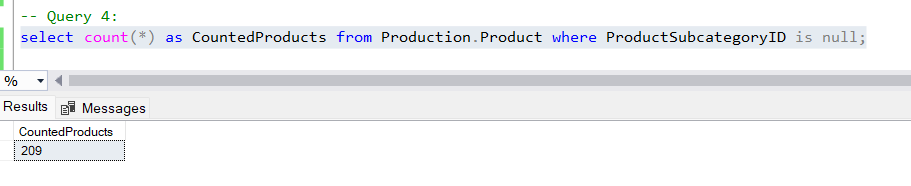 -- Query 4:
select count(*) as CountedProducts from Production.Product where ProductSubcategoryID is null;
%
Results Messages
CountedProducts
209